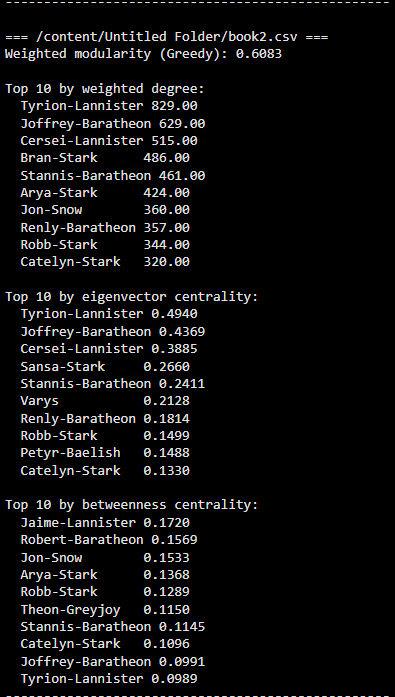 ------------------------------------------------
=== /content/Untitled Folder/book2.csv ===
Weighted modularity (Greedy): 0.6083
Top 10 by weighted degree:
Tyrion-Lannister 829.00
Joffrey-Baratheon 629.00
Cersei-Lannister 515.00
Bran-Stark 486.00
Stannis-Baratheon 461.00
Arya-Stark 424.00
Jon-Snow 360.00
Renly-Baratheon 357.00
Robb-Stark 344.00
Catelyn-Stark 320.00
Top 10 by eigenvector centrality:
Tyrion-Lannister 0.4940
Joffrey-Baratheon 0.4369
Cersei-Lannister 0.3885
Sansa-Stark 0.2660
Stannis-Baratheon 0.2411
Varys 0.2128
Renly-Baratheon 0.1814
Robb-Stark 0.1499
Petyr-Baelish 0.1488
Catelyn-Stark 0.1330
Top 10 by betweenness centrality:
Jaime-Lannister 0.1720
Robert-Baratheon 0.1569
Jon-Snow 0.1533
Arya-Stark 0.1368
Robb-Stark 0.1289
Theon-Greyjoy 0.1150
Stannis-Baratheon 0.1145
Catelyn-Stark 0.1096
Joffrey-Baratheon 0.0991
Tyrion-Lannister 0.0989
------------------------------------------------